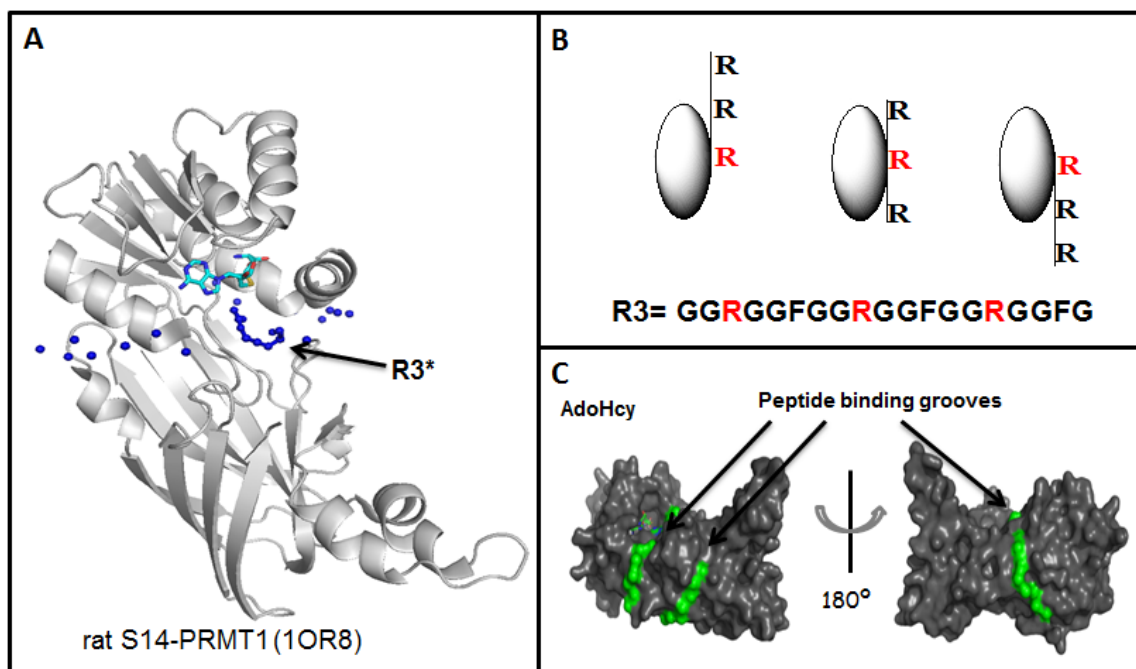 A
R3*
rat S14-PRMT1 (1OR8)
B
R
R
R
R
R
R
R
R
R
R3= GGRGGFGGRGGFGGRGGFG
C
AdoHcy
Peptide binding grooves
180°